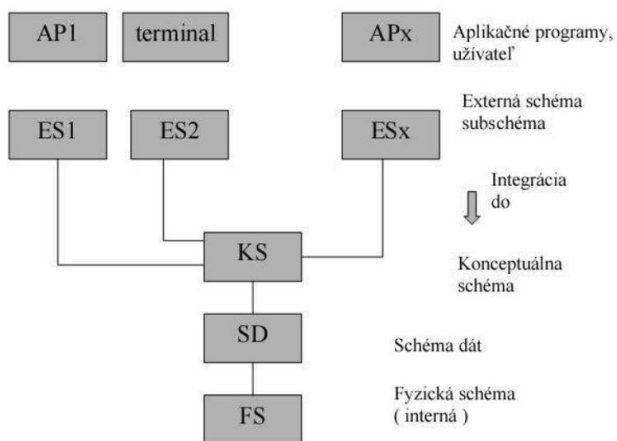 AP1
terminal
APx
Aplikačné programy,
užívateľ
ES1
ES2
ESx
Externá schéma
subschéma
Integrácia
do
KS
Konceptuálna
schéma
SD
Schéma dát
FS
Fyzická schéma
( interná )